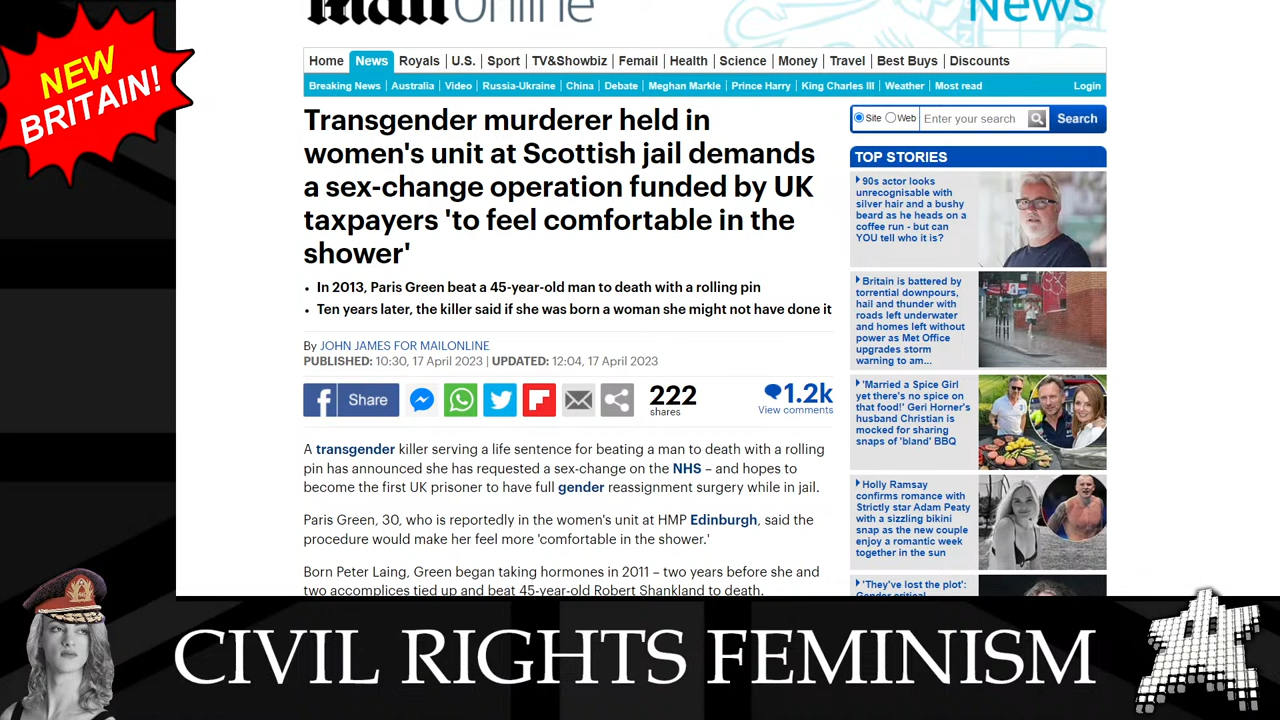 Mail Online
News
NEW
BRITAIN!
Home News Royals U.S. Sport TV&Showbiz Femail Health Science Money Travel Best Buys Discounts
Breaking News Australia Video Russia-Ukraine China Debate Meghan Markle Prince Harry King Charles III Weather Most read Login
Transgender murderer held in
women's unit at Scottish jail demands
a sex-change operation funded by UK
taxpayers 'to feel comfortable in the
shower'
• In 2013, Paris Green beat a 45-year-old man to death with a rolling pin
• Ten years later, the killer said if she was born a woman she might not have done it
By JOHN JAMES FOR MAILONLINE
PUBLISHED: 10:30, 17 April 2023 | UPDATED: 12:04, 17 April 2023
Share
222
shares
1.2k
View comments
A transgender killer serving a life sentence for beating a man to death with a rolling
pin has announced she has requested a sex-change on the NHS – and hopes to
become the first UK prisoner to have full gender reassignment surgery while in jail.
Paris Green, 30, who is reportedly in the women's unit at HMP Edinburgh, said the
procedure would make her feel more 'comfortable in the shower.'
Born Peter Laing, Green began taking hormones in 2011 – two years before she and
two accomplices tied up and beat 45-year-old Robert Shankland to death.
Site Web Enter your search Search
TOP STORIES
90s actor looks
unrecognisable with
silver hair and a bushy
beard as he heads on a
coffee run - but can
YOU tell who it is?
Britain is battered by
torrential downpours,
hail and thunder with
roads left underwater
and homes left without
power as Met Office
upgrades storm
warning to am...
'Married a Spice Girl
yet there's no spice on
that food!' Geri Horner's
husband Christian is
mocked for sharing
snaps of 'bland' BBQ
Holly Ramsay
confirms romance with
Strictly star Adam Peaty
with a sizzling bikini
snap as the new couple
enjoy a romantic week
together in the sun
'They've lost the plot':
Gender critical
CIVIL RIGHTS FEMINISM